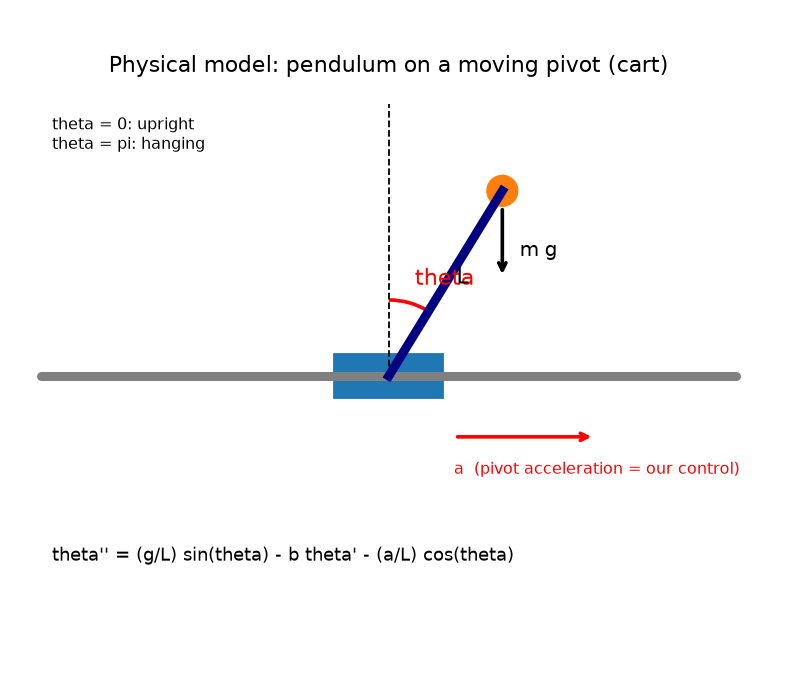 Physical model: pendulum on a moving pivot (cart)
theta = 0: upright
theta = pi: hanging
m g
theta
L
a  (pivot acceleration = our control)
theta'' = (g/L) sin(theta) - b theta' - (a/L) cos(theta)